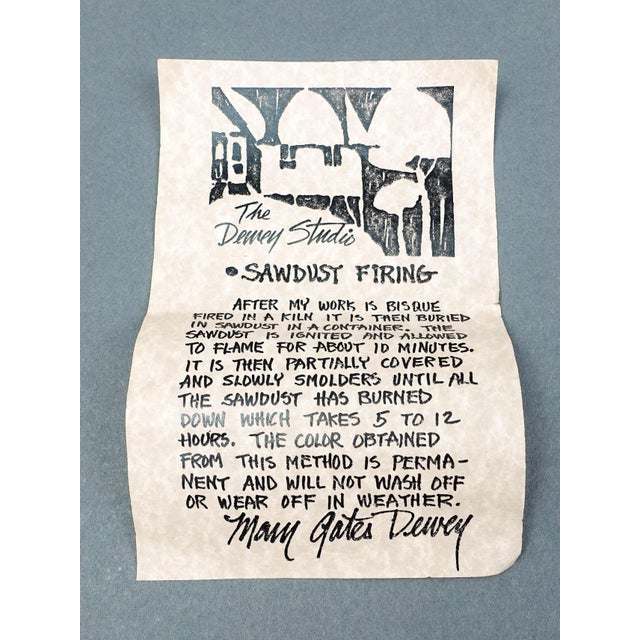 The
Dewey Studio
• SAWDUST FIRING
AFTER MY WORK IS BISQUE
FIRED IN A KILN IT IS THEN BURIED
IN SAWDUST IN A CONTAINER. THE
SAWDUST IS IGNITED AND ALLOWED
TO FLAME FOR ABOUT 10 MINUTES.
IT IS THEN PARTIALLY COVERED
AND SLOWLY SMOLDERS UNTIL ALL
THE SAWDUST HAS BURNED
DOWN WHICH TAKES 5 TO 12
HOURS. THE COLOR OBTAINED
FROM THIS METHOD IS PERMA-
NENT AND WILL NOT WASH OFF
OR WEAR OFF IN WEATHER.
Mary Gates Dewey